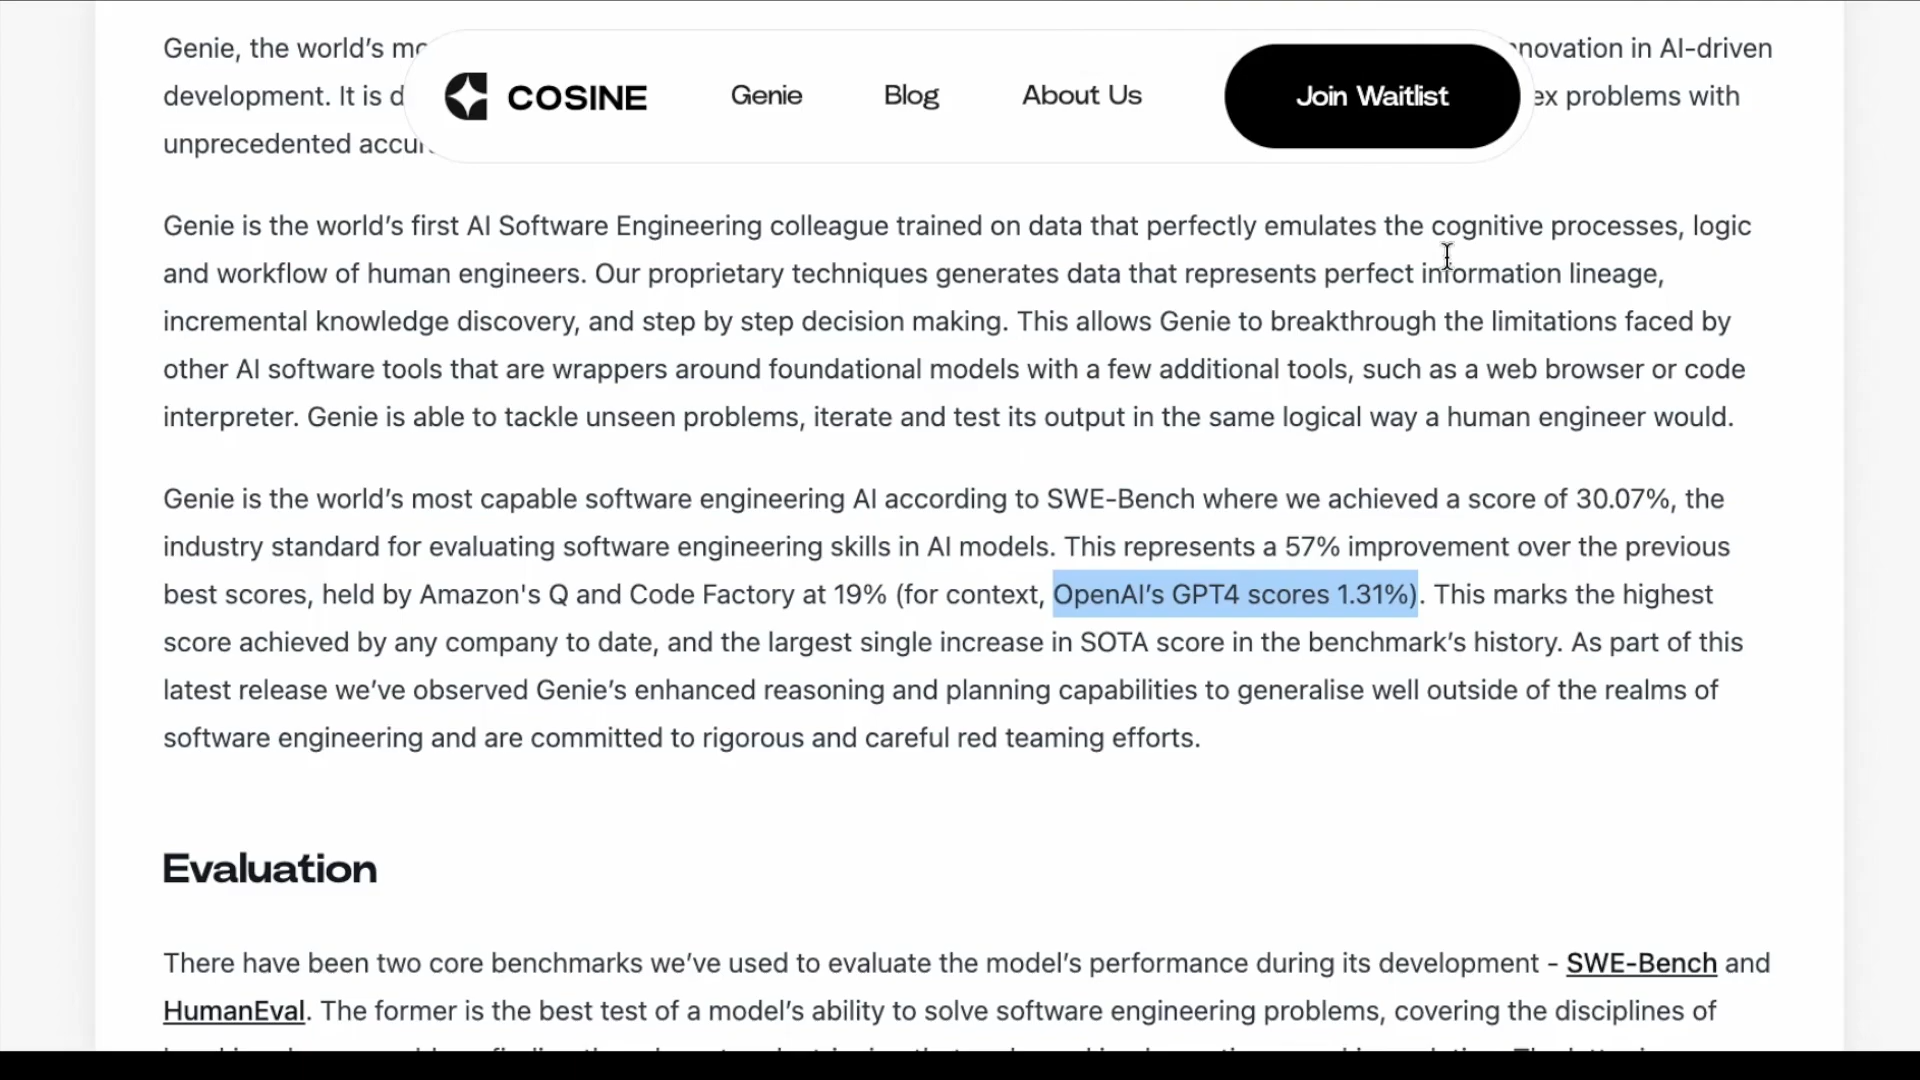 Genie, the world's mo
novation in AI-driven
COSINE
Genie
Blog
About Us
Join Waitlist
development. It is d
ex problems with
unprecedented accur
Genie is the world's first AI Software Engineering colleague trained on data that perfectly emulates the cognitive processes, logic
and workflow of human engineers. Our proprietary techniques generates data that represents perfect information lineage,
incremental knowledge discovery, and step by step decision making. This allows Genie to breakthrough the limitations faced by
other AI software tools that are wrappers around foundational models with a few additional tools, such as a web browser or code
interpreter. Genie is able to tackle unseen problems, iterate and test its output in the same logical way a human engineer would.
Genie is the world's most capable software engineering AI according to SWE-Bench where we achieved a score of 30.07%, the
industry standard for evaluating software engineering skills in AI models. This represents a 57% improvement over the previous
best scores, held by Amazon's Q and Code Factory at 19% (for context, OpenAI's GPT4 scores 1.31%). This marks the highest
score achieved by any company to date, and the largest single increase in SOTA score in the benchmark's history. As part of this
latest release we've observed Genie's enhanced reasoning and planning capabilities to generalise well outside of the realms of
software engineering and are committed to rigorous and careful red teaming efforts.
Evaluation
There have been two core benchmarks we've used to evaluate the model's performance during its development - SWE-Bench and
HumanEval. The former is the best test of a model's ability to solve software engineering problems, covering the disciplines of